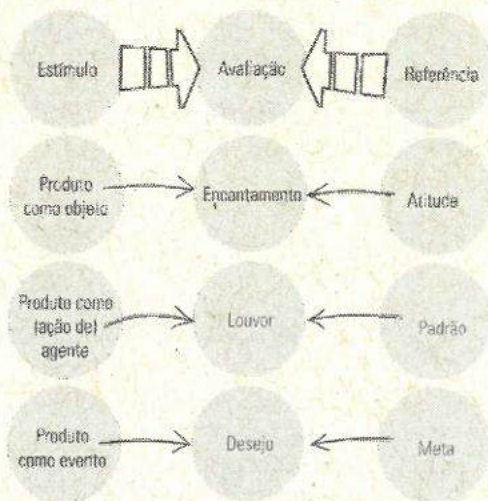 Estímulo
Avaliação
Referência
Produto
como objeto
Encantamento
Atitude
Produto como
(ação de)
agente
Louvor
Padrão
Produto
como evento
Desejo
Meta